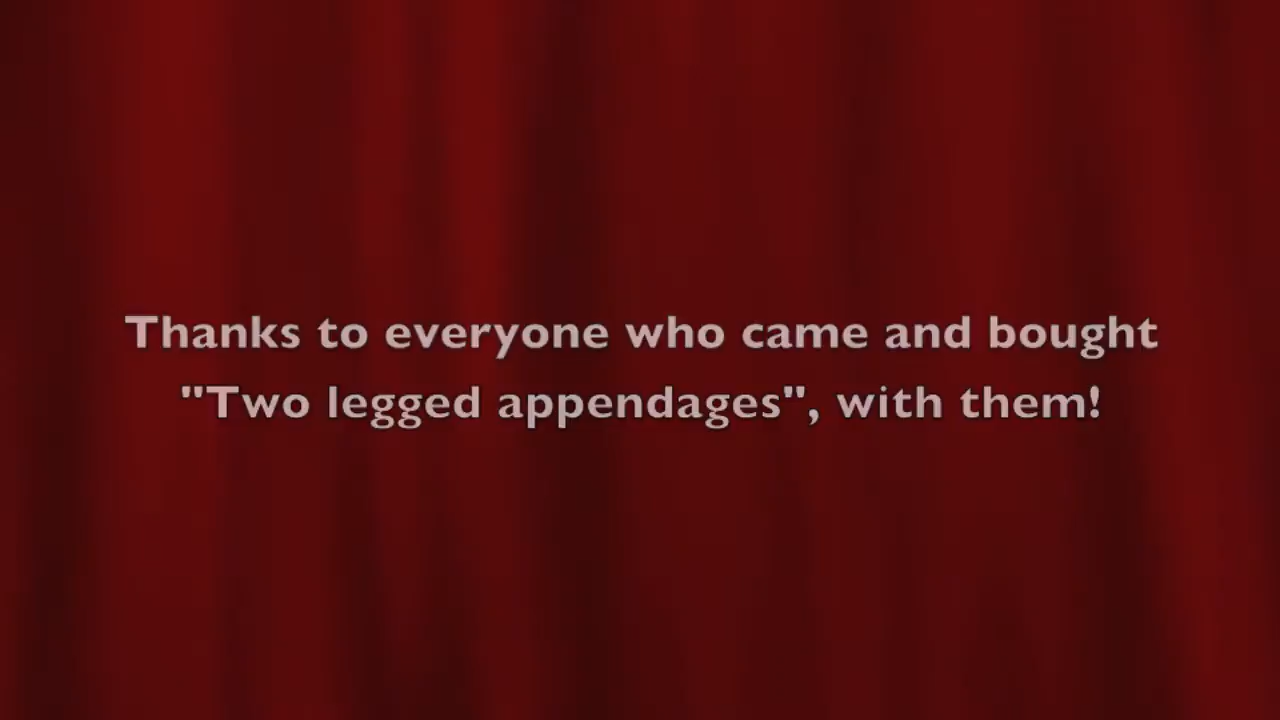 Thanks to everyone who came and bought
"Two legged appendages", with them!